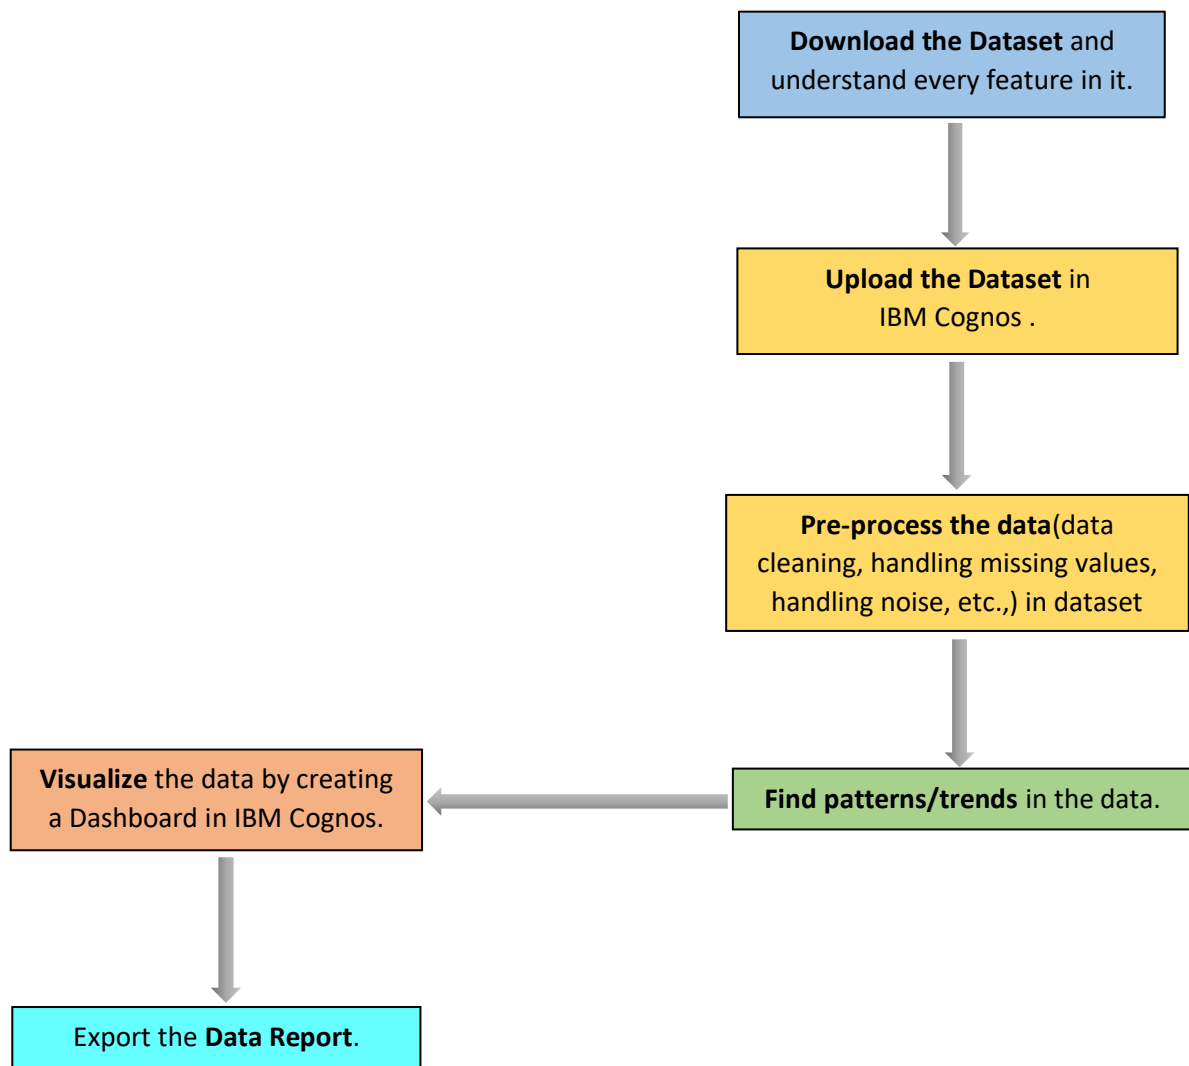 Download the Dataset and
understand every feature in it.
Upload the Dataset in
IBM Cognos .
Pre-process the data(data
cleaning, handling missing values,
handling noise, etc.,) in dataset
Find patterns/trends in the data.
Visualize the data by creating
a Dashboard in IBM Cognos.
Export the Data Report.